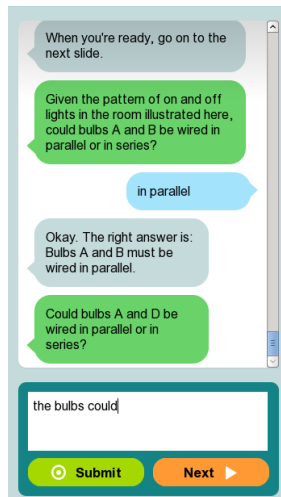 When you're ready, go on to the
next slide.
Given the pattern of on and off
lights in the room illustrated here,
could bulbs A and B be wired in
parallel or in series?
in parallel
Okay. The right answer is:
Bulbs A and B must be
wired in parallel.
Could bulbs A and D be
wired in parallel or in
series?
the bulbs could
Submit
Next